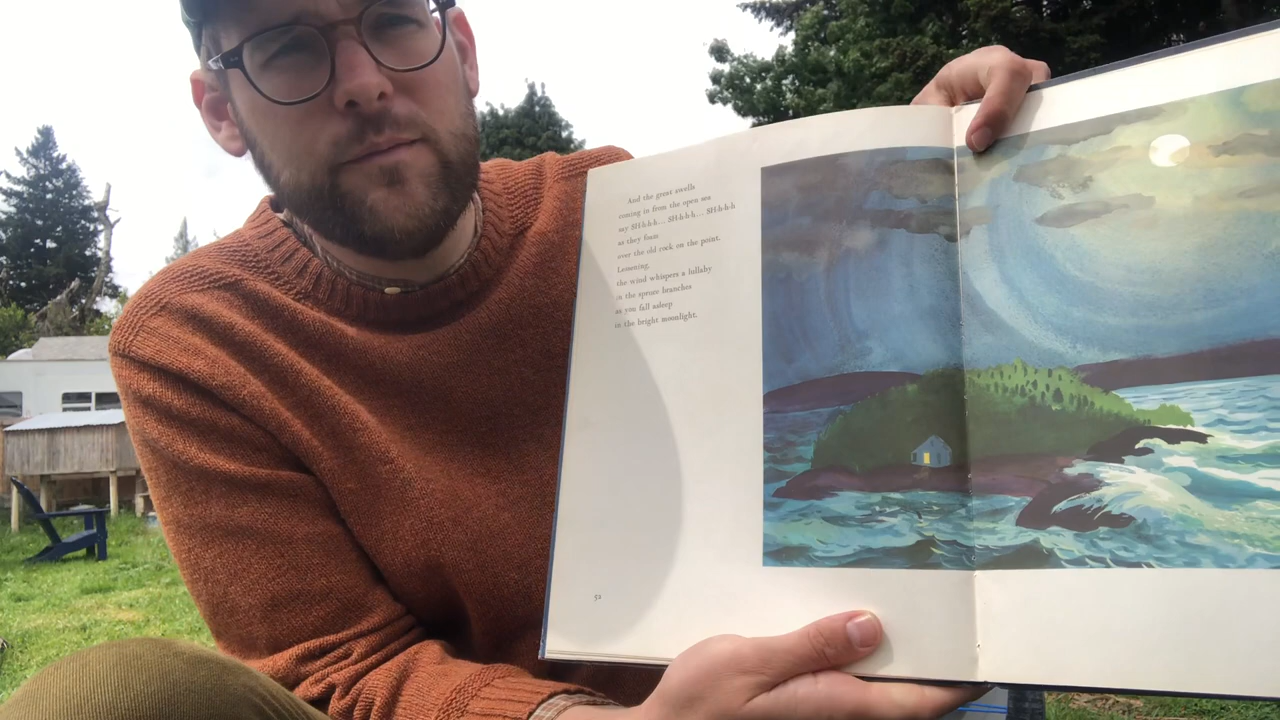 And the great swells
coming in from the open sea
say SH-h-h-h... SH-h-h-h... SH-h-h-h
as they foam
over the old rock on the point.
Lessening,
the wind whispers a lullaby
in the spruce branches
as you fall asleep
in the bright moonlight.
52